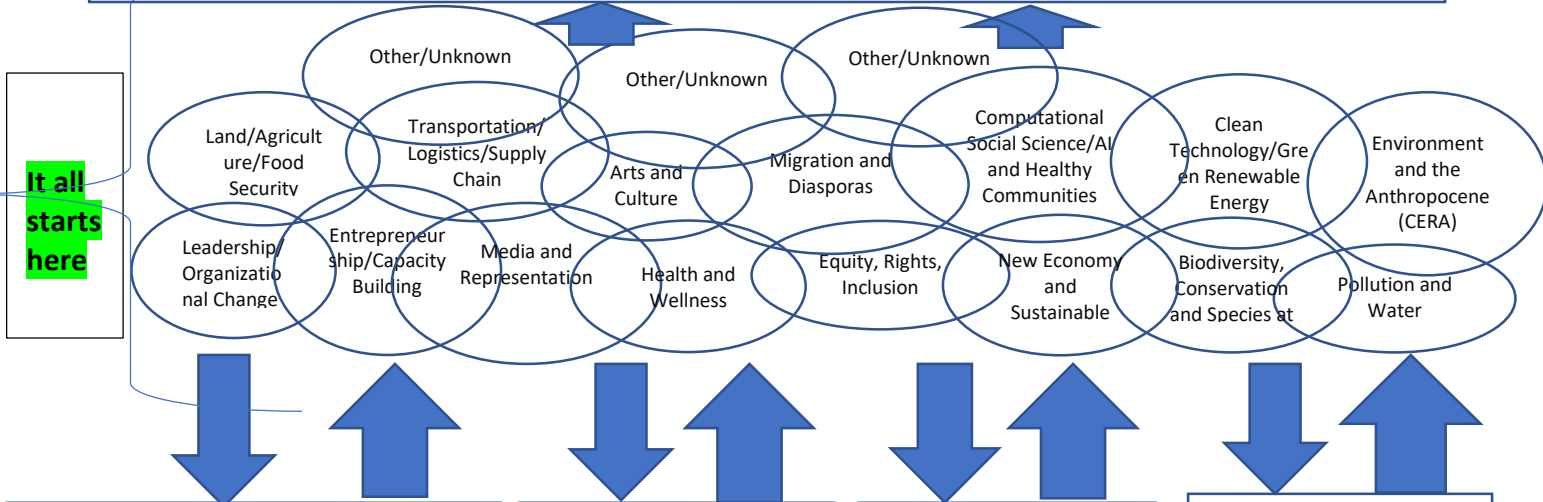 It all
starts
here
Other/Unknown
Other/Unknown
Other/Unknown
Land/Agricult
ure/Food
Security
Transportation/
Logistics/Supply
Chain
Arts and
Culture
Migration and
Diasporas
Computational
Social Science/AI
and Healthy
Communities
Clean
Technology/Gre
en Renewable
Energy
Environment
and the
Anthropocene
(CERA)
Leadership/
Organizatio
nal Change
Entrepreneur
ship/Capacity
Building
Media and
Representation
Health and
Wellness
Equity, Rights,
Inclusion
New Economy
and
Sustainable
Biodiversity,
Conservation
and Species at
Pollution and
Water